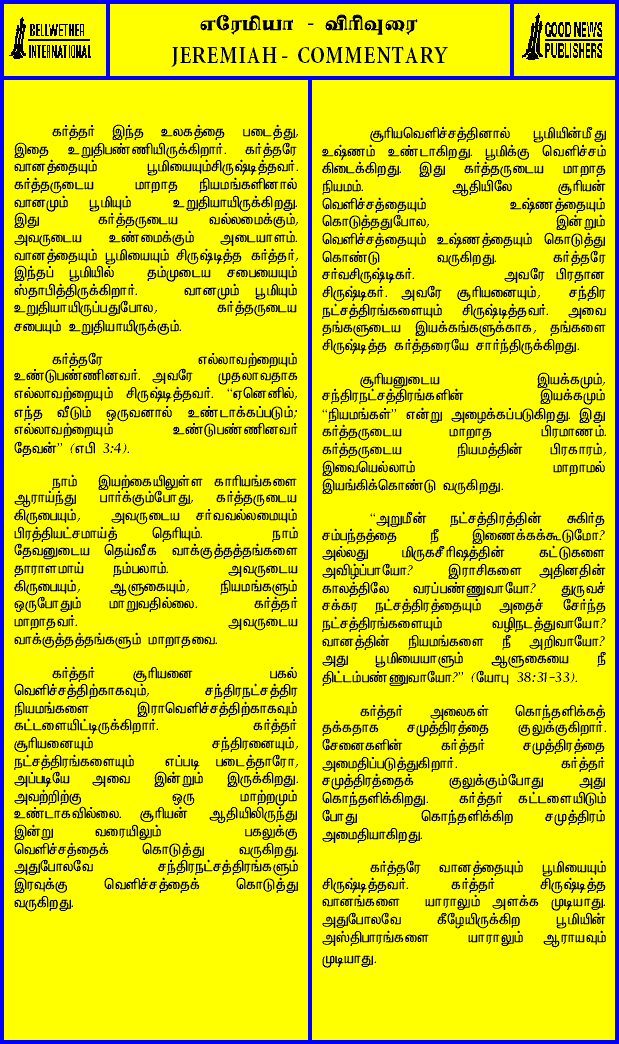 BELLWETHER
INTERNATIONAL
எரேமியா - விரிவுரை
JEREMIAH - COMMENTARY
GOOD NEWS
PUBLISHERS
கர்த்தர் இந்த உலகத்தை படைத்து,
இதை உறுதிபண்ணியிருக்கிறார். கர்த்தரே
வானத்தையும் பூமியையும்சிருஷ்டித்தவர்.
கர்த்தருடைய மாறாத நியமங்களினால்
வானமும் பூமியும் உறுதியாயிருக்கிறது.
இது கர்த்தருடைய வல்லமைக்கும்,
அவருடைய உண்மைக்கும் அடையாளம்.
வானத்தையும் பூமியையும் சிருஷ்டித்த கர்த்தர்,
இந்தப் பூமியில் தம்முடைய சபையையும்
ஸ்தாபித்திருக்கிறார். வானமும் பூமியும்
உறுதியாயிருப்பதுபோல, கர்த்தருடைய
சபையும் உறுதியாயிருக்கும்.
கர்த்தரே எல்லாவற்றையும்
உண்டுபண்ணினவர். அவரே முதலாவதாக
எல்லாவற்றையும் சிருஷ்டித்தவர். “ஏனெனில்,
எந்த வீடும் ஒருவனால் உண்டாக்கப்படும்;
எல்லாவற்றையும் உண்டுபண்ணினவர்
தேவன்” (எபி 3:4).
நாம் இயற்கையிலுள்ள காரியங்களை
ஆராய்ந்து பார்க்கும்போது, கர்த்தருடைய
கிருபையும், அவருடைய சர்வவல்லமையும்
பிரத்தியட்சமாய்த் தெரியும். நாம்
தேவனுடைய தெய்வீக வாக்குத்தத்தங்களை
தாராளமாய் நம்பலாம். அவருடைய
கிருபையும், ஆளுகையும், நியமங்களும்
ஒருபோதும் மாறுவதில்லை. கர்த்தர்
மாறாதவர். அவருடைய
வாக்குத்தத்தங்களும் மாறாதவை.
கர்த்தர் சூரியனை பகல்
வெளிச்சத்திற்காகவும், சந்திரநட்சத்திர
நியமங்களை இராவெளிச்சத்திற்காகவும்
கட்டளையிட்டிருக்கிறார். கர்த்தர்
சூரியனையும் சந்திரனையும்,
நட்சத்திரங்களையும் எப்படி படைத்தாரோ,
அப்படியே அவை இன்றும் இருக்கிறது.
அவற்றிற்கு ஒரு மாற்றமும்
உண்டாகவில்லை. சூரியன் ஆதியிலிருந்து
இன்று வரையிலும் பகலுக்கு
வெளிச்சத்தைக் கொடுத்து வருகிறது.
அதுபோலவே சந்திரநட்சத்திரங்களும்
இரவுக்கு வெளிச்சத்தைக் கொடுத்து
வருகிறது.
சூரியவெளிச்சத்தினால் பூமியின்மீது
உஷ்ணம் உண்டாகிறது. பூமிக்கு வெளிச்சம்
கிடைக்கிறது. இது கர்த்தருடைய மாறாத
நியமம். ஆதியிலே சூரியன்
வெளிச்சத்தையும் உஷ்ணத்தையும்
கொடுத்ததுபோல, இன்றும்
வெளிச்சத்தையும் உஷ்ணத்தையும் கொடுத்து
கொண்டு வருகிறது. கர்த்தரே
சர்வசிருஷ்டிகர். அவரே பிரதான
சிருஷ்டிகர். அவரே சூரியனையும், சந்திர
நட்சத்திரங்களையும் சிருஷ்டித்தவர். அவை
தங்களுடைய இயக்கங்களுக்காக, தங்களை
சிருஷ்டித்த கர்த்தரையே சார்ந்திருக்கிறது.
சூரியனுடைய இயக்கமும்,
சந்திரநட்சத்திரங்களின் இயக்கமும்
“நியமங்கள்” என்று அழைக்கப்படுகிறது. இது
கர்த்தருடைய மாறாத பிரமாணம்.
கர்த்தருடைய நியமத்தின் பிரகாரம்,
இவையெல்லாம் மாறாமல்
இயங்கிக்கொண்டு வருகிறது.
“அறுமீன் நட்சத்திரத்தின் சுகிர்த
சம்பந்தத்தை நீ இணைக்கக்கூடுமோ?
அல்லது மிருகசீரிஷத்தின் கட்டுகளை
அவிழ்ப்பாயோ? இராசிகளை அதினதின்
காலத்திலே வரப்பண்ணுவாயோ? துருவச்
சக்கர நட்சத்திரத்தையும் அதைச் சேர்ந்த
நட்சத்திரங்களையும் வழிநடத்துவாயோ?
வானத்தின் நியமங்களை நீ அறிவாயோ?
அது பூமியையாளும் ஆளுகையை நீ
திட்டம்பண்ணுவாயோ?” (யோபு 38:31-33).
கர்த்தர் அலைகள் கொந்தளிக்கத்
தக்கதாக சமுத்திரத்தை குலுக்குகிறார்.
சேனைகளின் கர்த்தர் சமுத்திரத்தை
அமைதிப்படுத்துகிறார். கர்த்தர்
சமுத்திரத்தைக் குலுக்கும்போது அது
கொந்தளிக்கிறது. கர்த்தர் கட்டளையிடும்
போது கொந்தளிக்கிற சமுத்திரம்
அமைதியாகிறது.
கர்த்தரே வானத்தையும் பூமியையும்
சிருஷ்டித்தவர். கர்த்தர் சிருஷ்டித்த
வானங்களை யாராலும் அளக்க முடியாது.
அதுபோலவே கீழேயிருக்கிற பூமியின்
அஸ்திபாரங்களை யாராலும் ஆராயவும்
முடியாது.